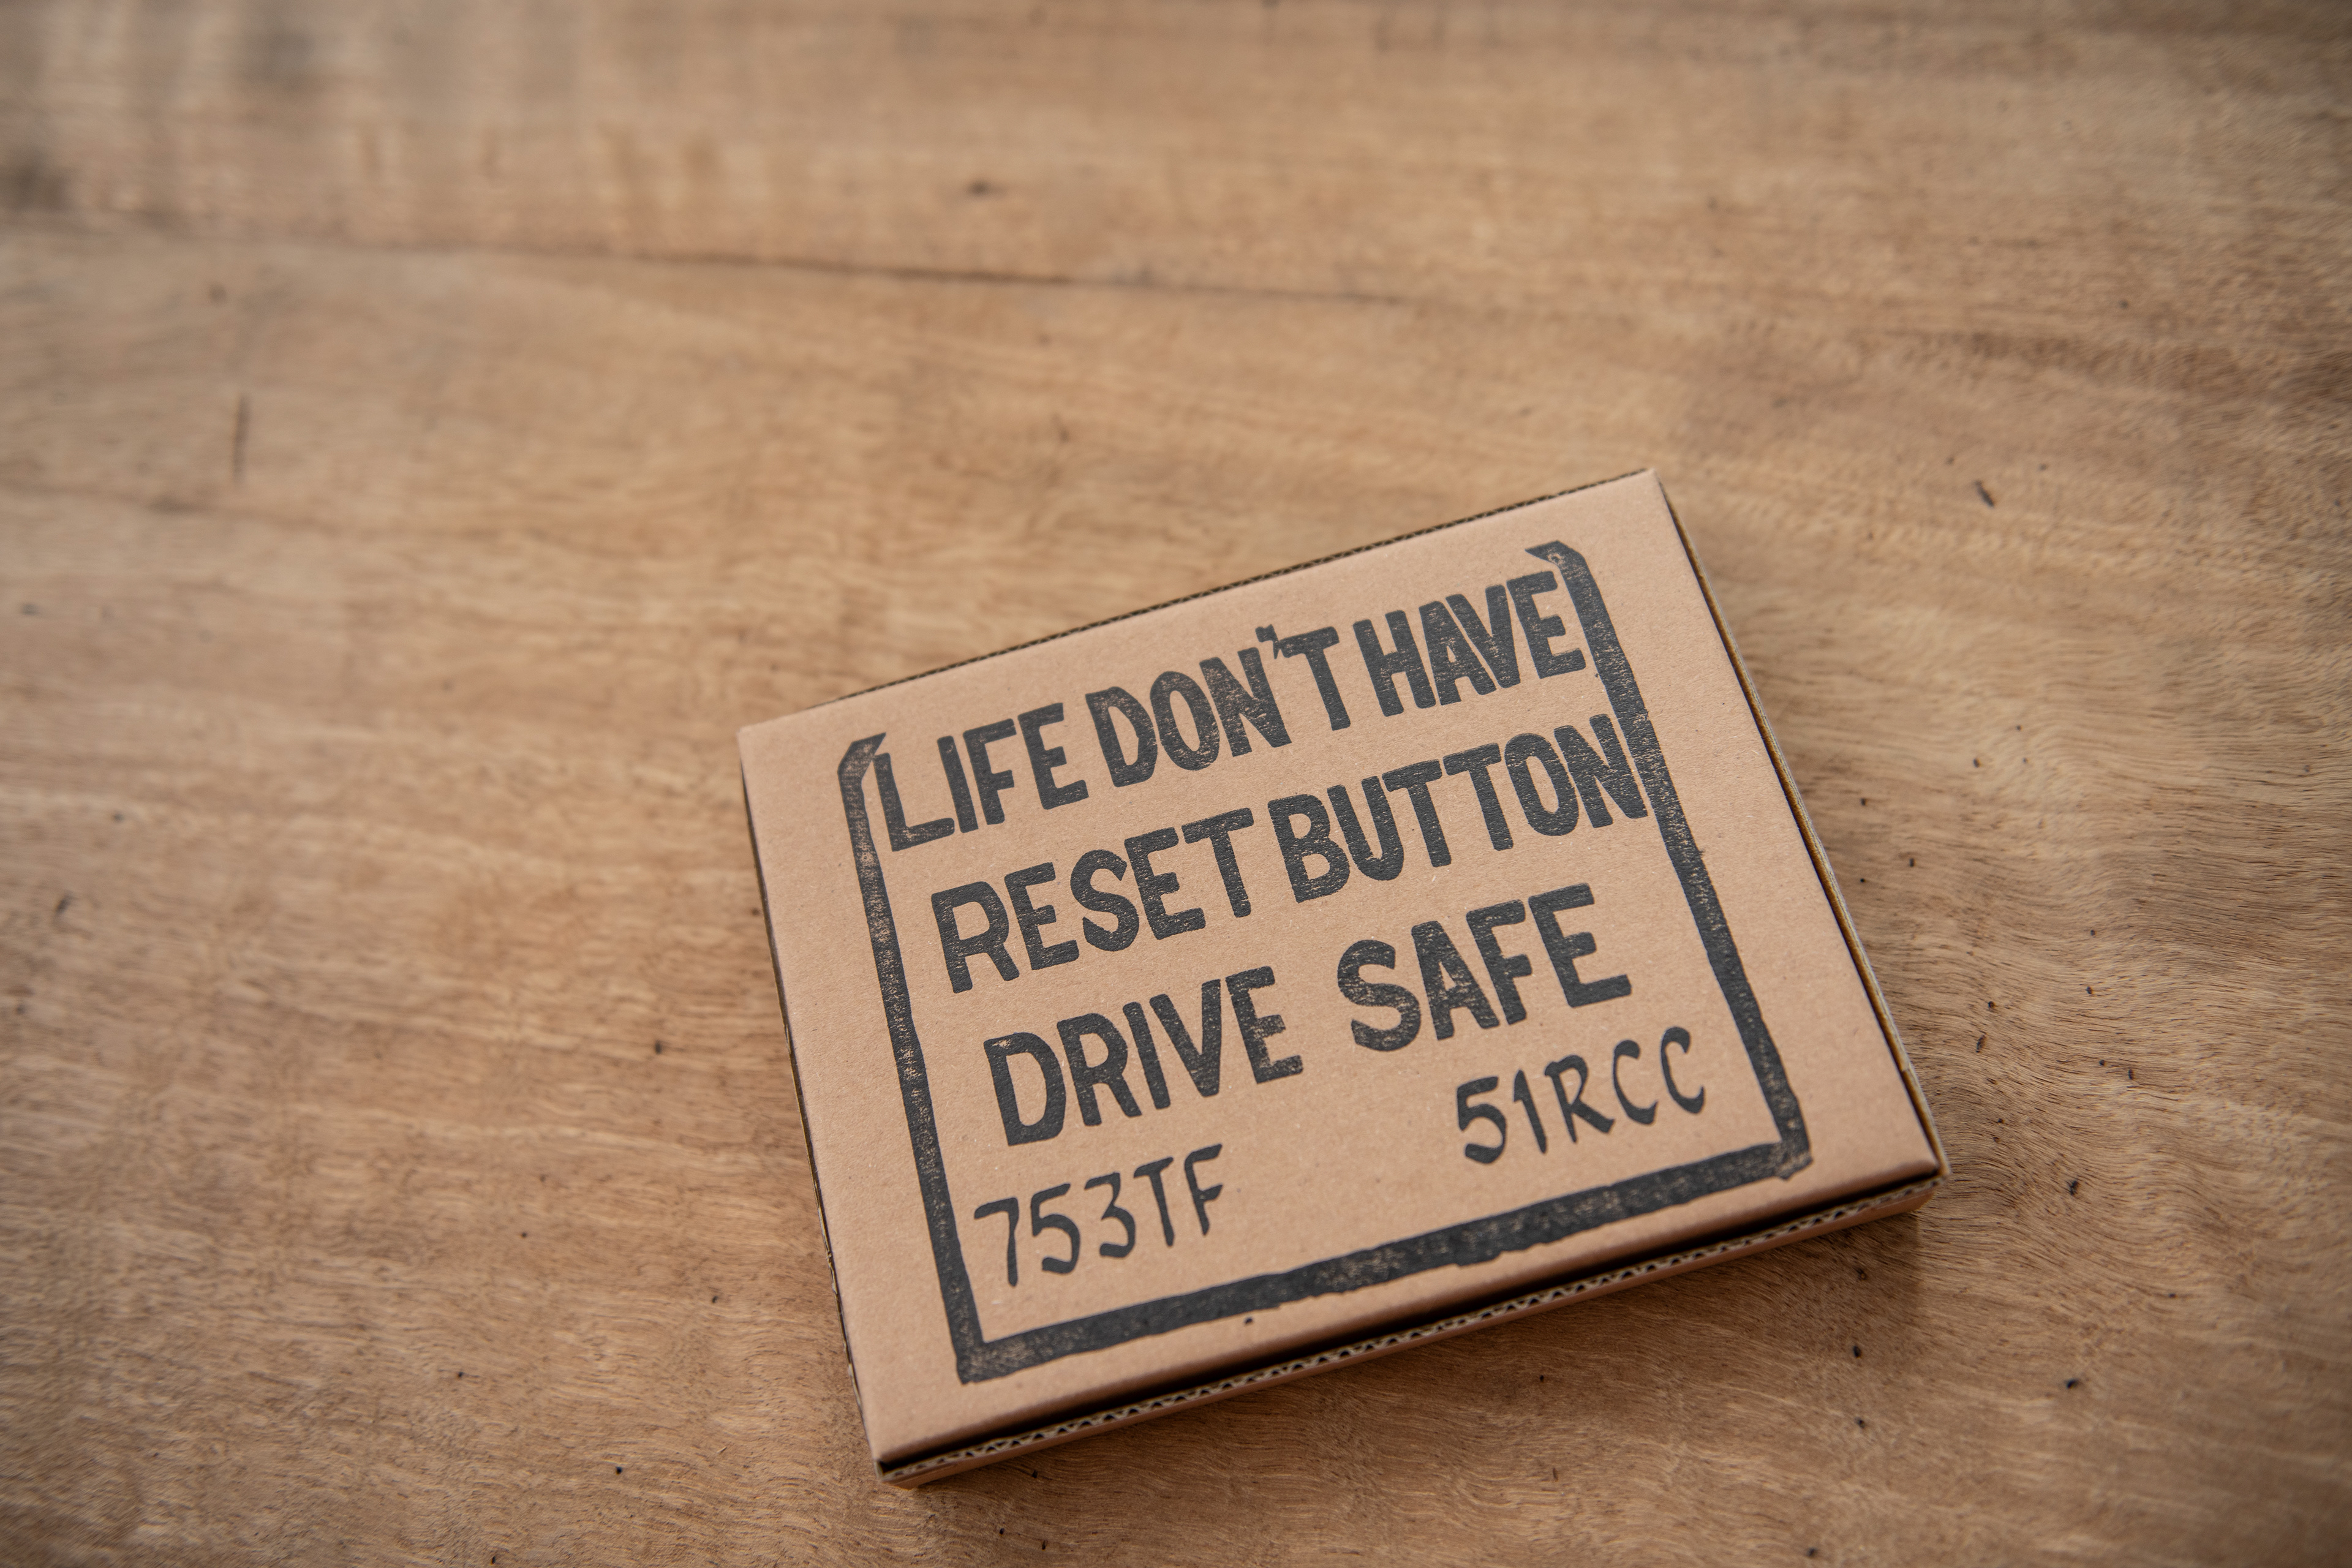 LIFE DON'T HAVE
RESET BUTTON
DRIVE SAFE
753TF 51RCC